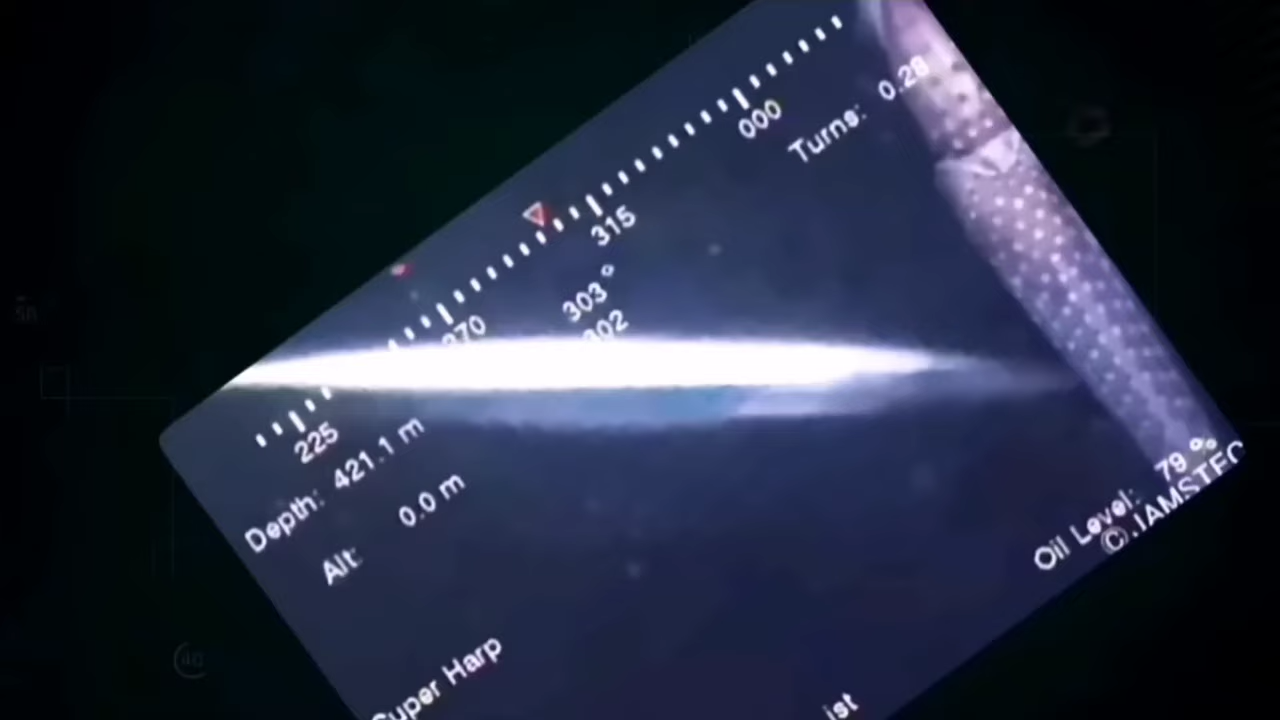 000
Turns: 0.28
315
303°
302
270
225
Depth: 421.1 m
Alt: 0.0 m
Oil Level: 79 %
©JAMSTEC
Super Harp